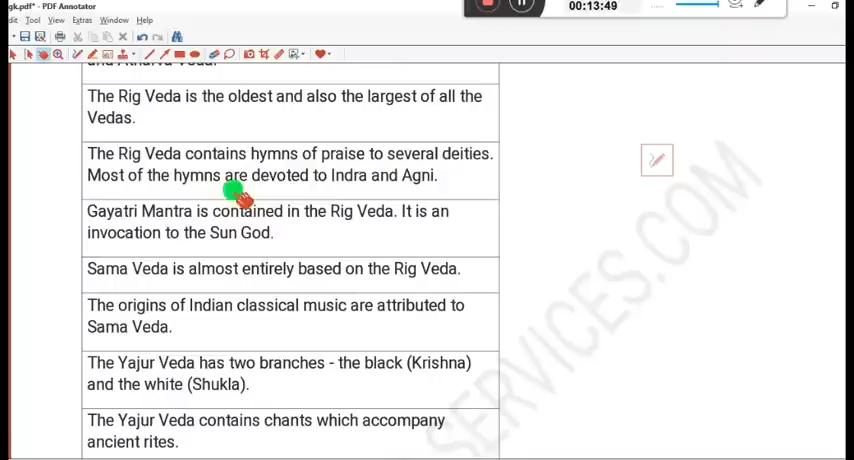 gk.pdf* - PDF Annotator
00:13:49
dit Tool View Extras Window Help
and Atharva Veda.
The Rig Veda is the oldest and also the largest of all the
Vedas.
The Rig Veda contains hymns of praise to several deities.
Most of the hymns are devoted to Indra and Agni.
Gayatri Mantra is contained in the Rig Veda. It is an
invocation to the Sun God.
Sama Veda is almost entirely based on the Rig Veda.
The origins of Indian classical music are attributed to
Sama Veda.
The Yajur Veda has two branches - the black (Krishna)
and the white (Shukla).
The Yajur Veda contains chants which accompany
ancient rites.
SERVICES.COM